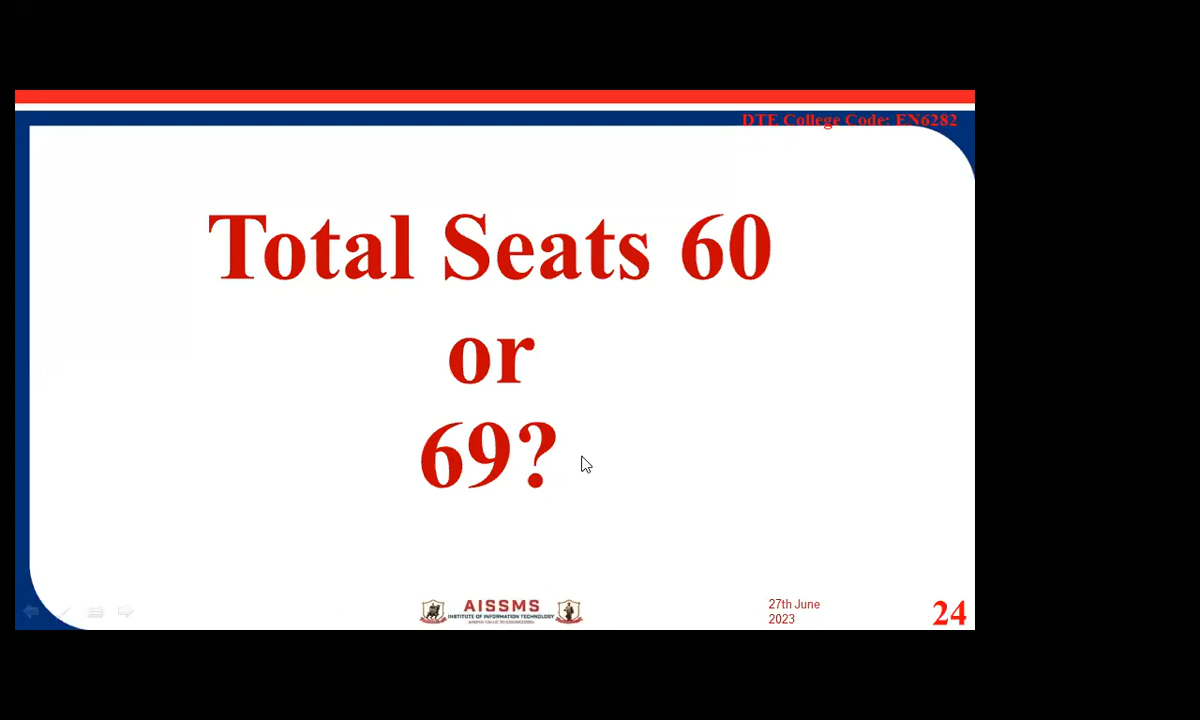 DTE College Code: EN6282
Total Seats 60
or
69?
AISSMS
INSTITUTE OF INFORMATION TECHNOLOGY
27th June
2023
24